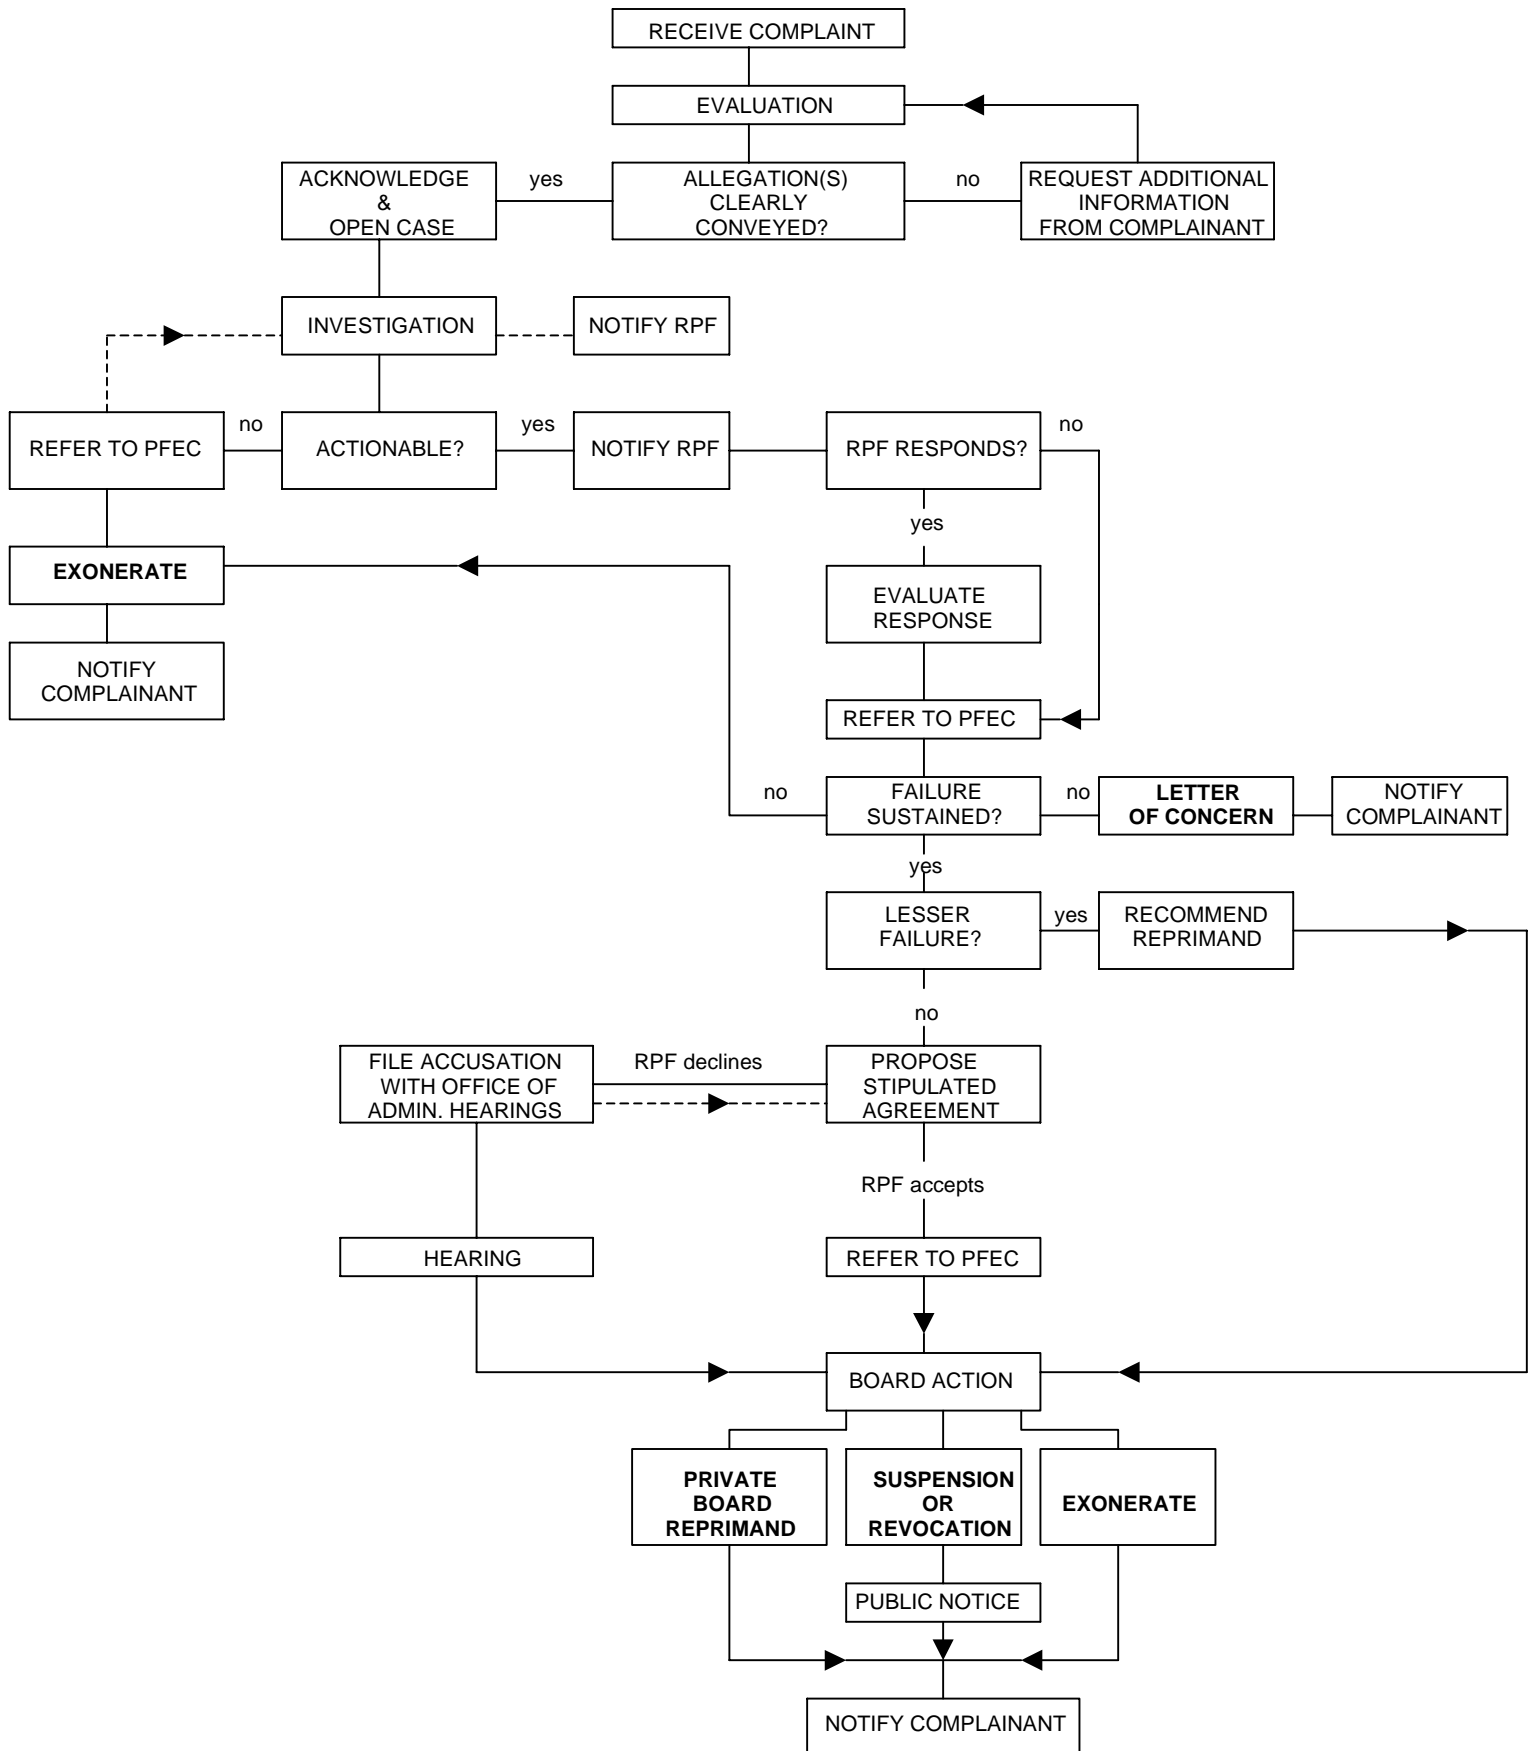 RECEIVE COMPLAINT
EVALUATION
ACKNOWLEDGE
&
OPEN CASE
yes
ALLEGATION(S)
CLEARLY
CONVEYED?
no
REQUEST ADDITIONAL
INFORMATION
FROM COMPLAINANT
INVESTIGATION
NOTIFY RPF
REFER TO PFEC
no
ACTIONABLE?
yes
NOTIFY RPF
RPF RESPONDS?
no
yes
EXONERATE
EVALUATE
RESPONSE
NOTIFY
COMPLAINANT
REFER TO PFEC
no
FAILURE
SUSTAINED?
no
LETTER
OF CONCERN
NOTIFY
COMPLAINANT
yes
LESSER
FAILURE?
yes
RECOMMEND
REPRIMAND
no
FILE ACCUSATION
WITH OFFICE OF
ADMIN. HEARINGS
RPF declines
PROPOSE
STIPULATED
AGREEMENT
RPF accepts
HEARING
REFER TO PFEC
BOARD ACTION
PRIVATE
BOARD
REPRIMAND
SUSPENSION
OR
REVOCATION
EXONERATE
PUBLIC NOTICE
NOTIFY COMPLAINANT